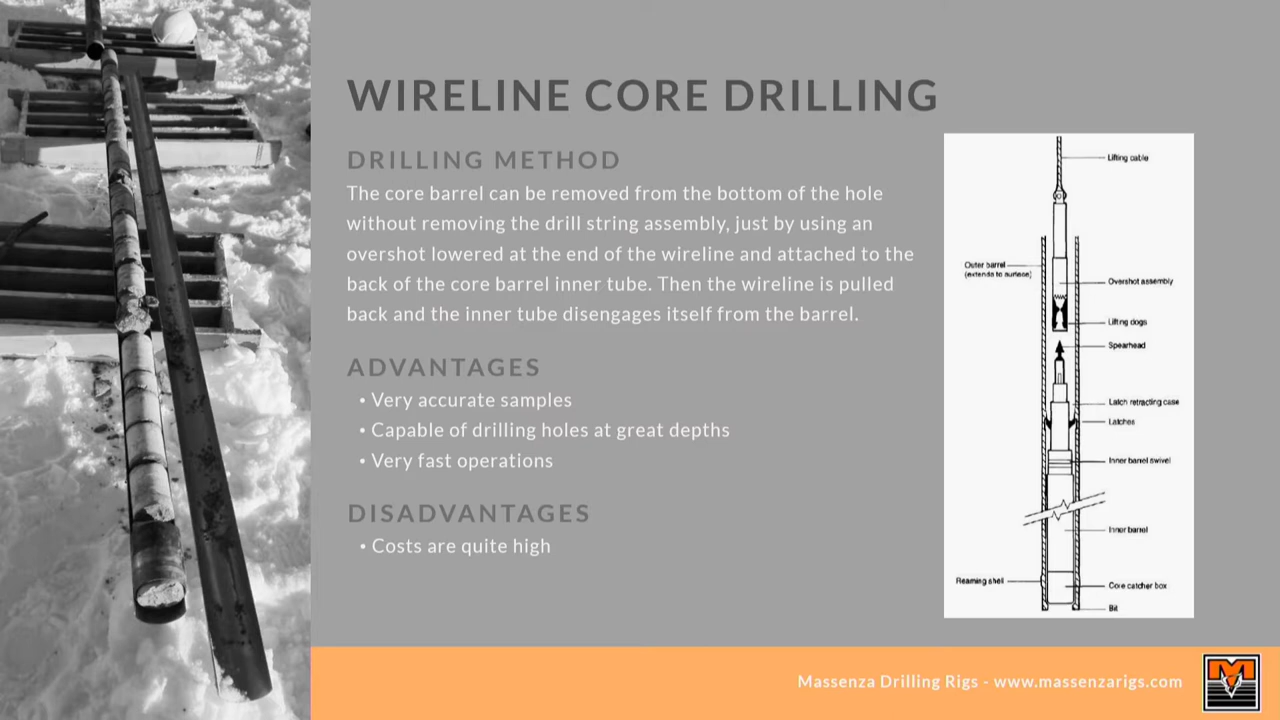 WIRELINE CORE DRILLING
DRILLING METHOD
The core barrel can be removed from the bottom of the hole
without removing the drill string assembly, just by using an
overshot lowered at the end of the wireline and attached to the
back of the core barrel inner tube. Then the wireline is pulled
back and the inner tube disengages itself from the barrel.
ADVANTAGES
• Very accurate samples
• Capable of drilling holes at great depths
• Very fast operations
DISADVANTAGES
• Costs are quite high
Lifting cable
Outer barrel
(extends to surface)
Overshot assembly
Lifting dogs
Spearhead
Latch retracting case
Latches
Inner barrel swivel
Inner barrel
Reaming shell
Core catcher box
Bit
Massenza Drilling Rigs - www.massenzarigs.com